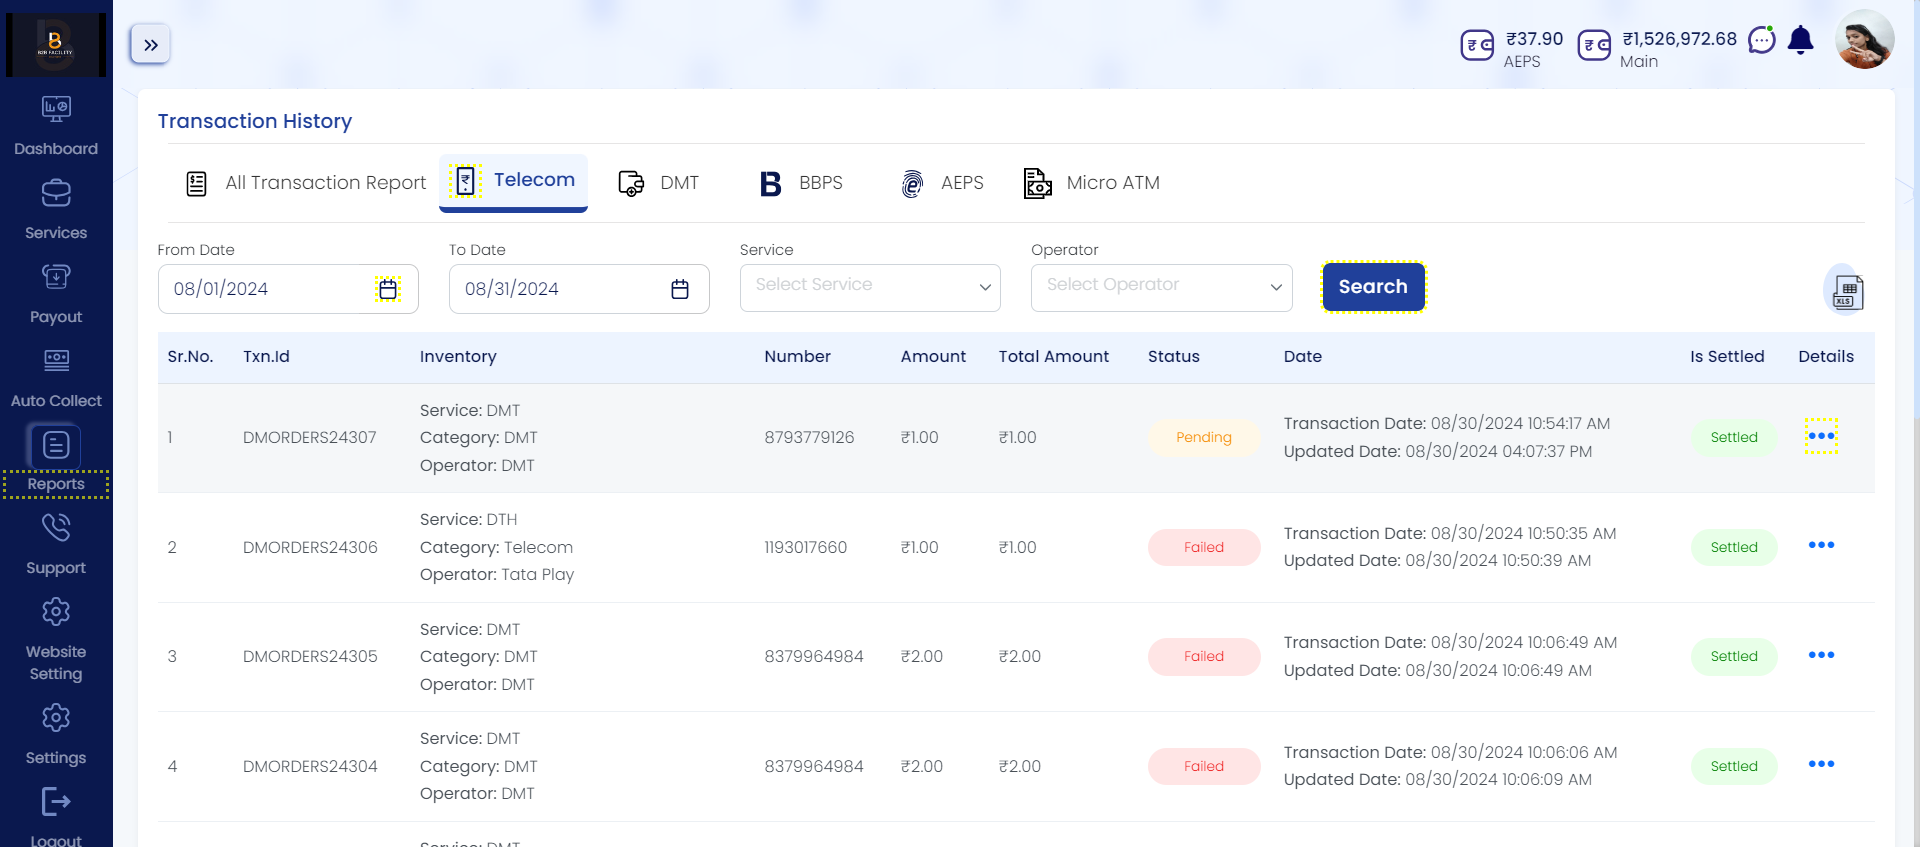 B2B FACILITY
₹37.90
AEPS
₹1,526,972.68
Main
Dashboard
Services
Payout
Auto Collect
Reports
Support
Website
Setting
Settings
Logout
Transaction History
All Transaction Report
Telecom
DMT
BBPS
AEPS
Micro ATM
From Date
To Date
Service
Operator
08/01/2024
08/31/2024
Select Service
Select Operator
Search
XLS
Sr.No. Txn.Id Inventory Number Amount Total Amount Status Date Is Settled Details
1 DMORDERS24307
Service: DMT
Category: DMT
Operator: DMT
8793779126 ₹1.00 ₹1.00 Pending
Transaction Date: 08/30/2024 10:54:17 AM
Updated Date: 08/30/2024 04:07:37 PM
Settled
2 DMORDERS24306
Service: DTH
Category: Telecom
Operator: Tata Play
1193017660 ₹1.00 ₹1.00 Failed
Transaction Date: 08/30/2024 10:50:35 AM
Updated Date: 08/30/2024 10:50:39 AM
Settled
3 DMORDERS24305
Service: DMT
Category: DMT
Operator: DMT
8379964984 ₹2.00 ₹2.00 Failed
Transaction Date: 08/30/2024 10:06:49 AM
Updated Date: 08/30/2024 10:06:49 AM
Settled
4 DMORDERS24304
Service: DMT
Category: DMT
Operator: DMT
8379964984 ₹2.00 ₹2.00 Failed
Transaction Date: 08/30/2024 10:06:06 AM
Updated Date: 08/30/2024 10:06:09 AM
Settled
Service: DMT